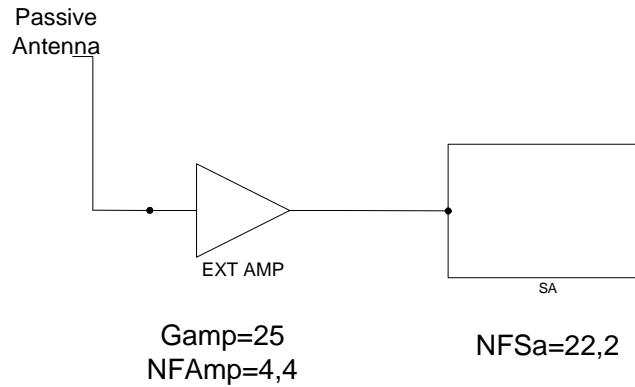 Passive
Antenna
EXT AMP
SA
Gamp=25
NFAmp=4,4
NFSa=22,2